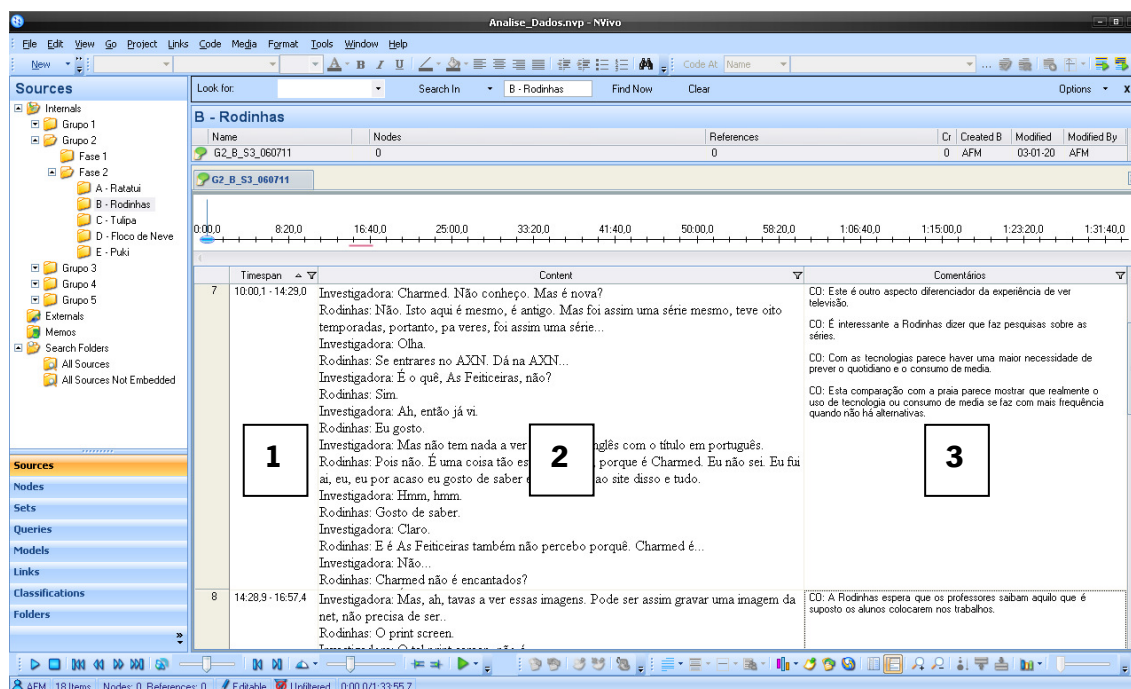 Analise_Dados.nvp - NVivo
File Edit View Go Project Links Code Media Format Tools Window Help
New A B I U Code At Name
Sources
Look for: Search In B - Rodinhas Find Now Clear Options x
Internals
Grupo 1
Grupo 2
Fase 1
Fase 2
A - Ratatui
B - Rodinhas
C - Tulipa
D - Floco de Neve
E - Puki
Grupo 3
Grupo 4
Grupo 5
Externals
Memos
Search Folders
All Sources
All Sources Not Embedded
Sources
Nodes
Sets
Queries
Models
Links
Classifications
Folders
B - Rodinhas
Name Nodes References Cr Created B Modified Modified By
G2_B_S3_060711 0 0 0 AFM 03-01-20 AFM
G2_B_S3_060711
0:00,0 8:20,0 16:40,0 25:00,0 33:20,0 41:40,0 50:00,0 58:20,0 1:06:40,0 1:15:00,0 1:23:20,0 1:31:40,0
Timespan Content Comentários
7 10:00,1 - 14:29,0
Investigadora: Charmed. Não conheço. Mas é nova?
Rodinhas: Não. Isto aqui é mesmo, é antigo. Mas foi assim uma série mesmo, teve oito
temporadas, portanto, pa veres, foi assim uma série...
Investigadora: Olha.
Rodinhas: Se entrares no AXN. Dá na AXN...
Investigadora: É o quê, As Feiticeiras, não?
Rodinhas: Sim.
Investigadora: Ah, então já vi.
Rodinhas: Eu gosto.
Investigadora: Mas não tem nada a ver nglês com o título em português.
Rodinhas: Pois não. É uma coisa tão es porque é Charmed. Eu não sei. Eu fui
ai, eu, eu por acaso eu gosto de saber ao site disso e tudo.
Investigadora: Hmm, hmm.
Rodinhas: Gosto de saber.
Investigadora: Claro.
Rodinhas: E é As Feiticeiras também não percebo porquê. Charmed é...
Investigadora: Não...
Rodinhas: Charmed não é encantados?
CO: Este é outro aspecto diferenciador da experiência de ver
televisão.
CO: É interessante a Rodinhas dizer que faz pesquisas sobre as
séries.
CO: Com as tecnologias parece haver uma maior necessidade de
prever o quotidiano e o consumo de media.
CO: Esta comparação com a praia parece mostrar que realmente o
uso de tecnologia ou consumo de media se faz com mais frequência
quando não há alternativas.
1 2 3
8 14:28,9 - 16:57,4
Investigadora: Mas, ah, tavas a ver essas imagens. Pode ser assim gravar uma imagem da
net, não precisa de ser..
Rodinhas: O print screen.
CO: A Rodinhas espera que os professores saibam aquilo que é
suposto os alunos colocarem nos trabalhos.
AFM 18 Items Nodes: 0 References: 0 Editable Unfiltered 0:00,0/1:33:55,7